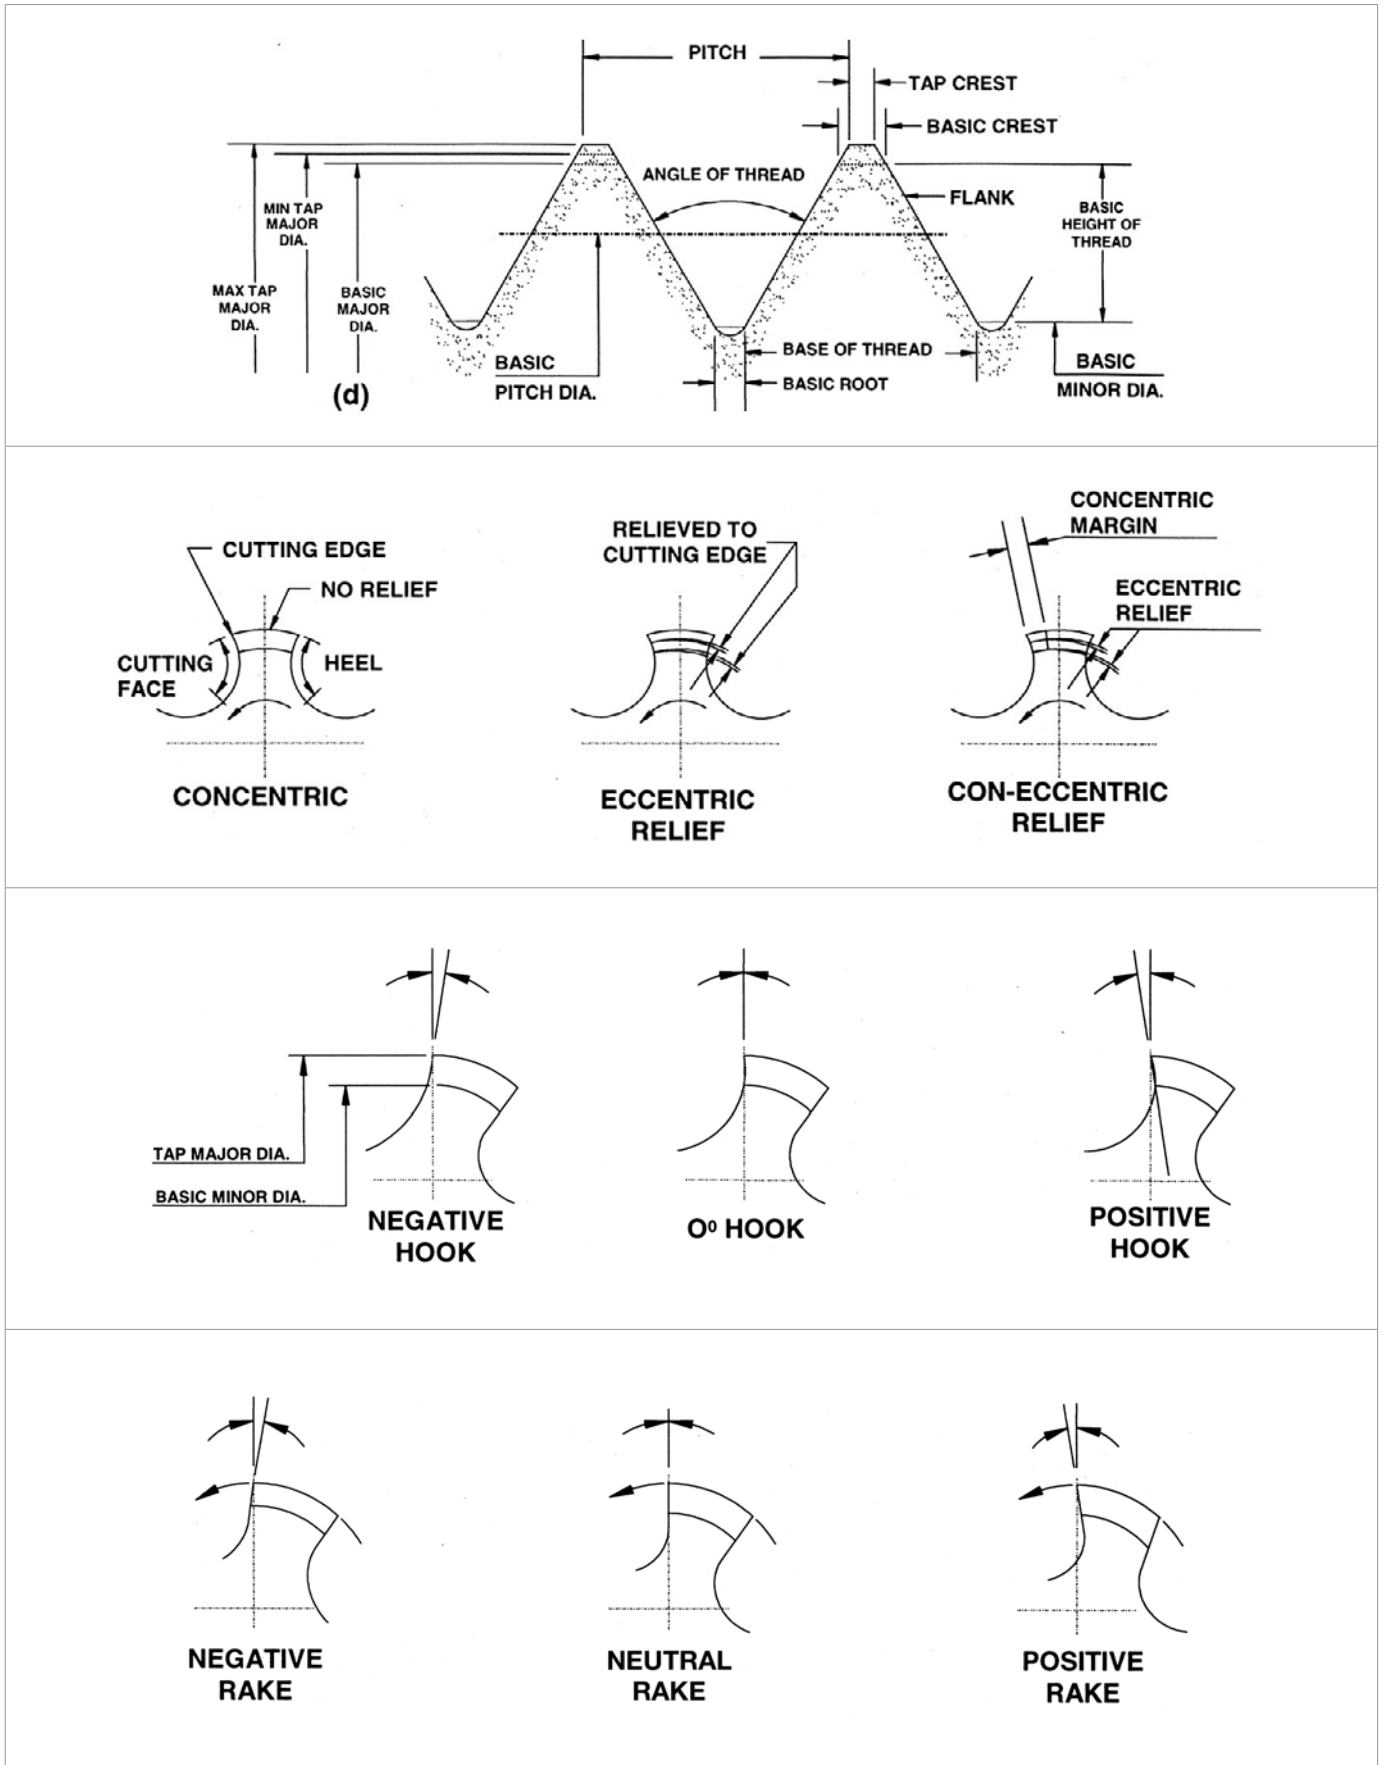 PITCH
TAP CREST
BASIC CREST
ANGLE OF THREAD
FLANK
MIN TAP
MAJOR
DIA.
BASIC
HEIGHT OF
THREAD
MAX TAP
MAJOR
DIA.
BASIC
MAJOR
DIA.
BASIC
PITCH DIA.
BASE OF THREAD
BASIC ROOT
BASIC
MINOR DIA.
(d)
CUTTING EDGE
NO RELIEF
CUTTING
FACE
HEEL
CONCENTRIC
RELIEVED TO
CUTTING EDGE
ECCENTRIC
RELIEF
CONCENTRIC
MARGIN
ECCENTRIC
RELIEF
CON-ECCENTRIC
RELIEF
TAP MAJOR DIA.
BASIC MINOR DIA.
NEGATIVE
HOOK
O⁰ HOOK
POSITIVE
HOOK
NEGATIVE
RAKE
NEUTRAL
RAKE
POSITIVE
RAKE